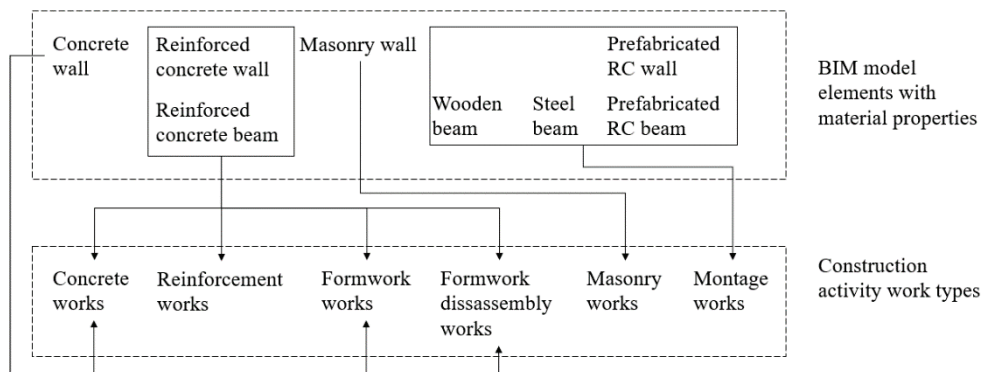 Concrete
wall
Reinforced
concrete wall
Reinforced
concrete beam
Masonry wall
Prefabricated
RC wall
Wooden
beam
Steel
beam
Prefabricated
RC beam
BIM model
elements with
material properties
Concrete
works
Reinforcement
works
Formwork
works
Formwork
dissassembly
works
Masonry
works
Montage
works
Construction
activity work types